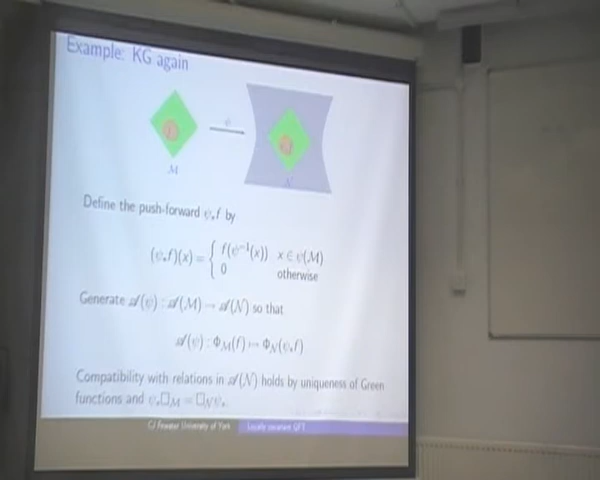 Example: KG again
ψ
M
N
Define the push-forward ψ∗f by
(ψ∗f)(x) = { f(ψ⁻¹(x)) x ∈ ψ(M)
0 otherwise
Generate 𝒜(ψ) : 𝒜(M) → 𝒜(N) so that
𝒜(ψ) : Φ_M(f) ↦ Φ_N(ψ∗f)
Compatibility with relations in 𝒜(N) holds by uniqueness of Green
functions and ψ∗□_M = □_Nψ∗.
CJ Fewster University of York Locally covariant QFT